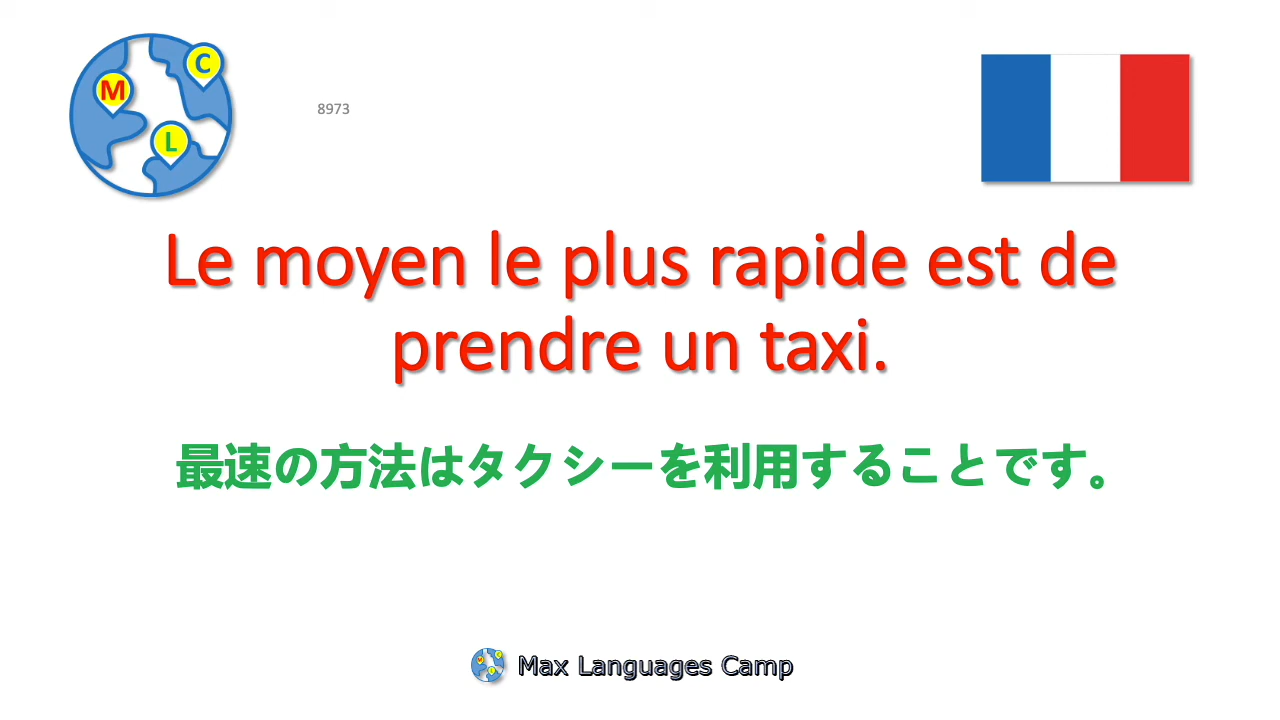 M
C
L
8973
Le moyen le plus rapide est de
prendre un taxi.
最速の方法はタクシーを利用することです。
Max Languages Camp